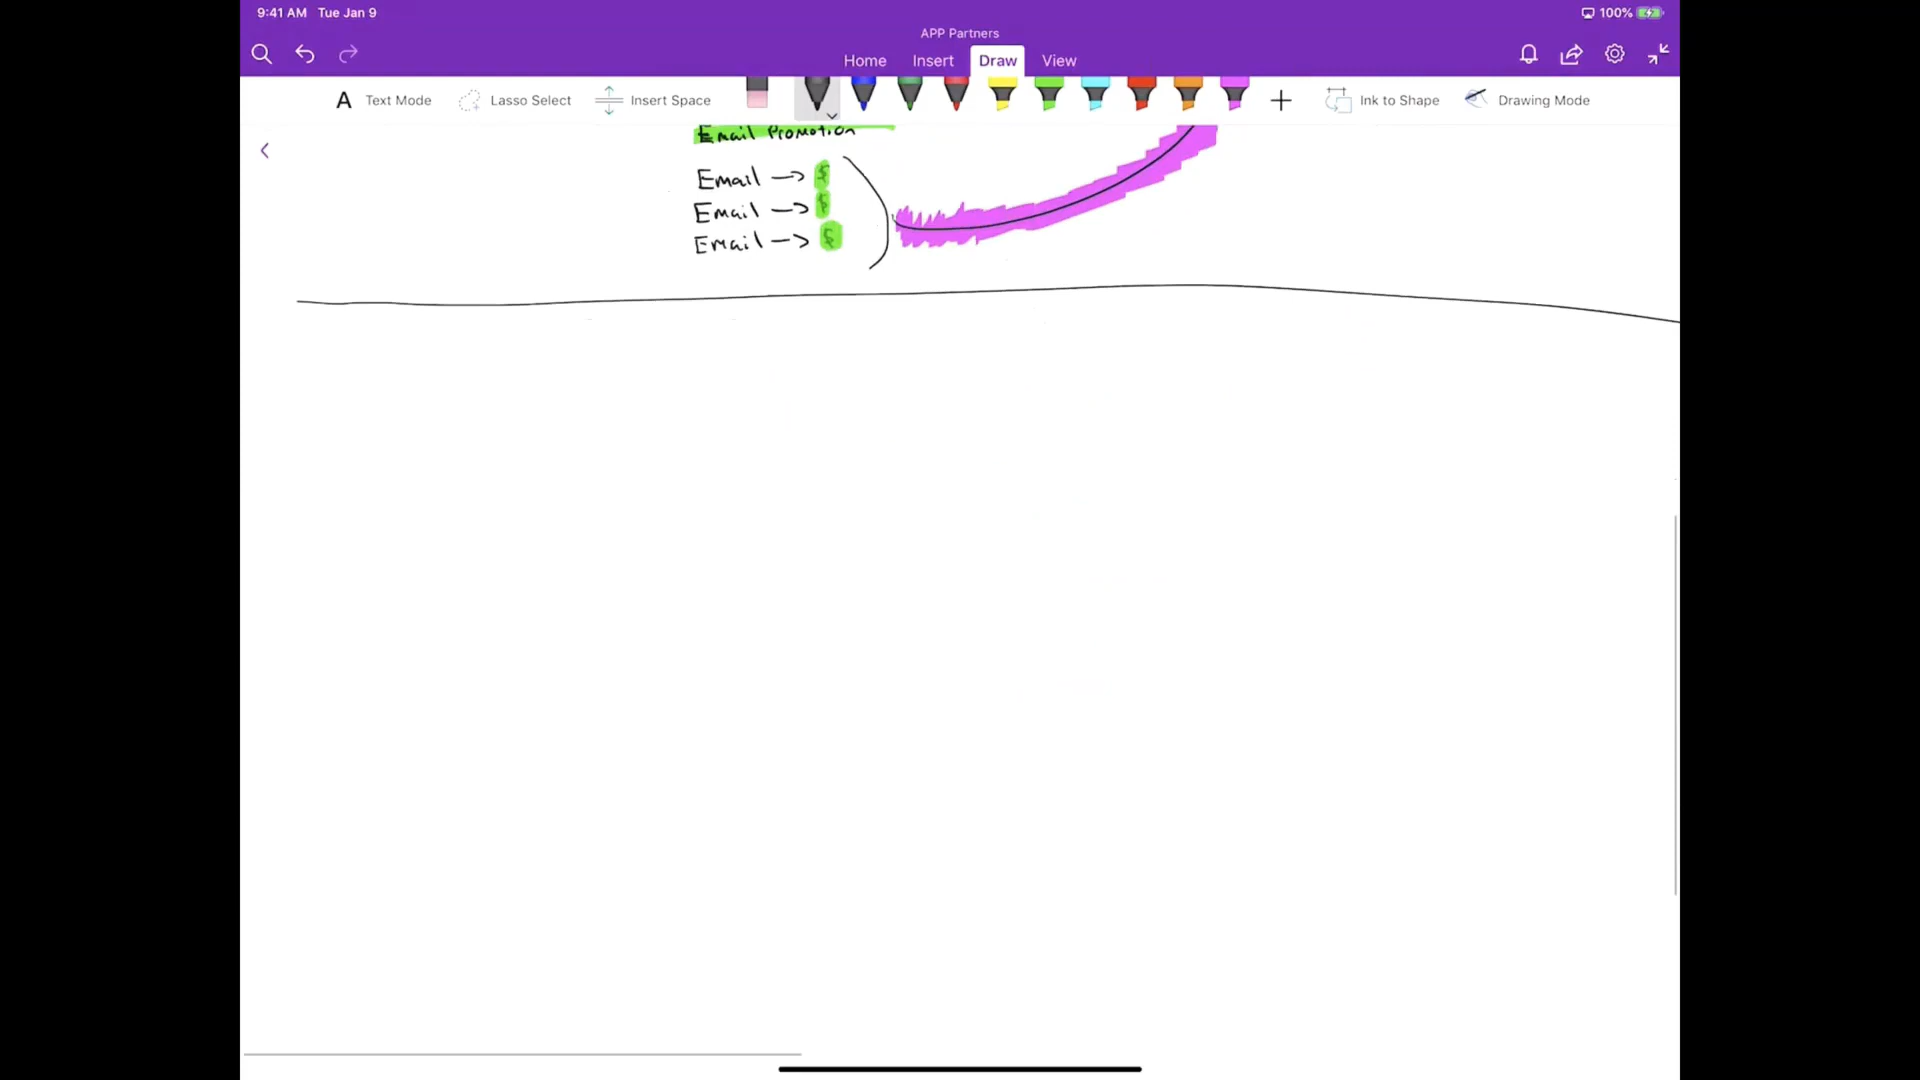 9:41 AM Tue Jan 9 100%
APP Partners
Home Insert Draw View
A Text Mode Lasso Select Insert Space Ink to Shape Drawing Mode
Email Promotion
Email → $
Email → $
Email → $